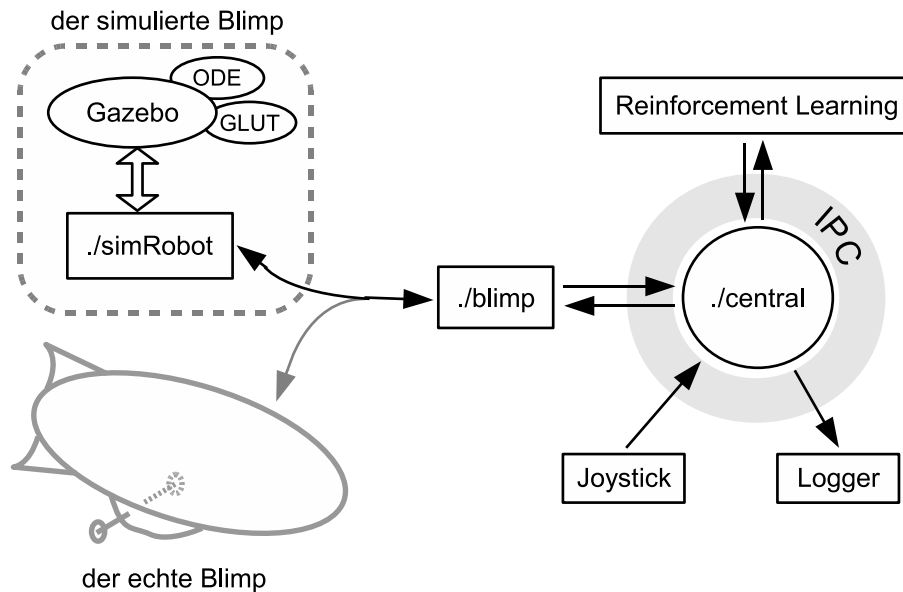 der simulierte Blimp
ODE
Gazebo
GLUT
./simRobot
Reinforcement Learning
IPC
./blimp
./central
Joystick
Logger
der echte Blimp